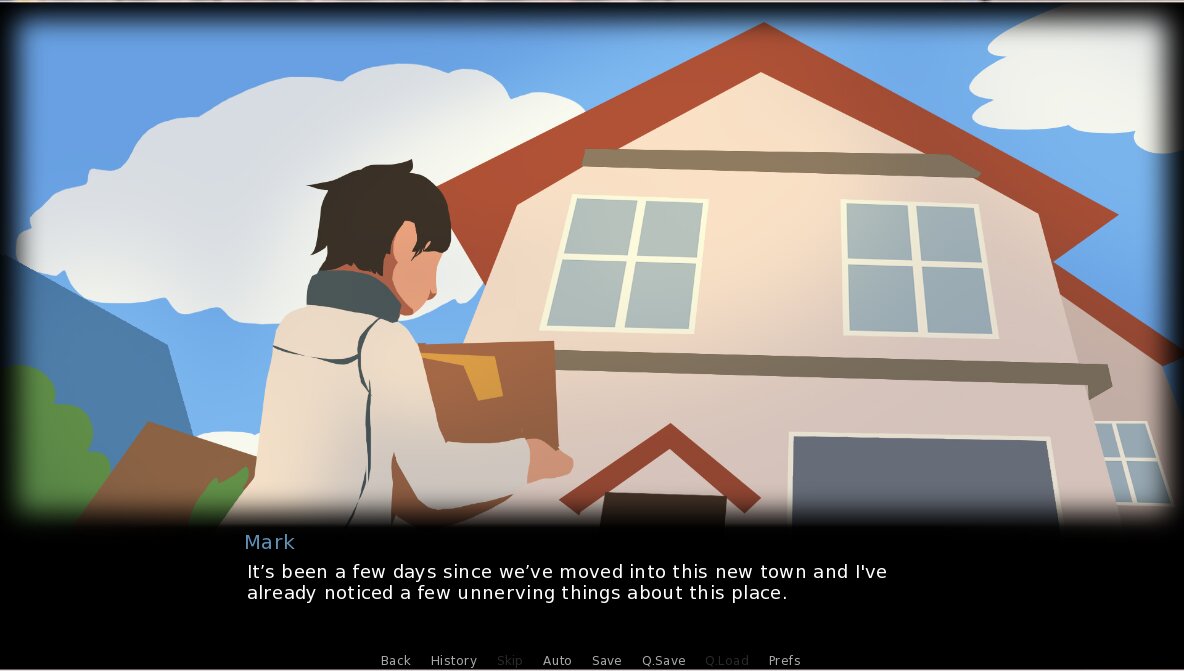 Mark
It’s been a few days since we’ve moved into this new town and I've
already noticed a few unnerving things about this place.
Back History Skip Auto Save Q.Save Q.Load Prefs